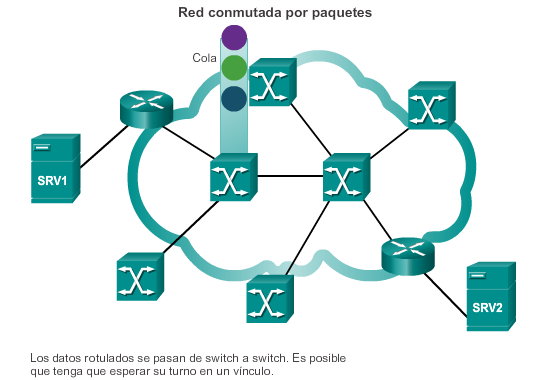 Red conmutada por paquetes
Cola
SRV1
SRV2
Los datos rotulados se pasan de switch a switch. Es posible
que tenga que esperar su turno en un vínculo.